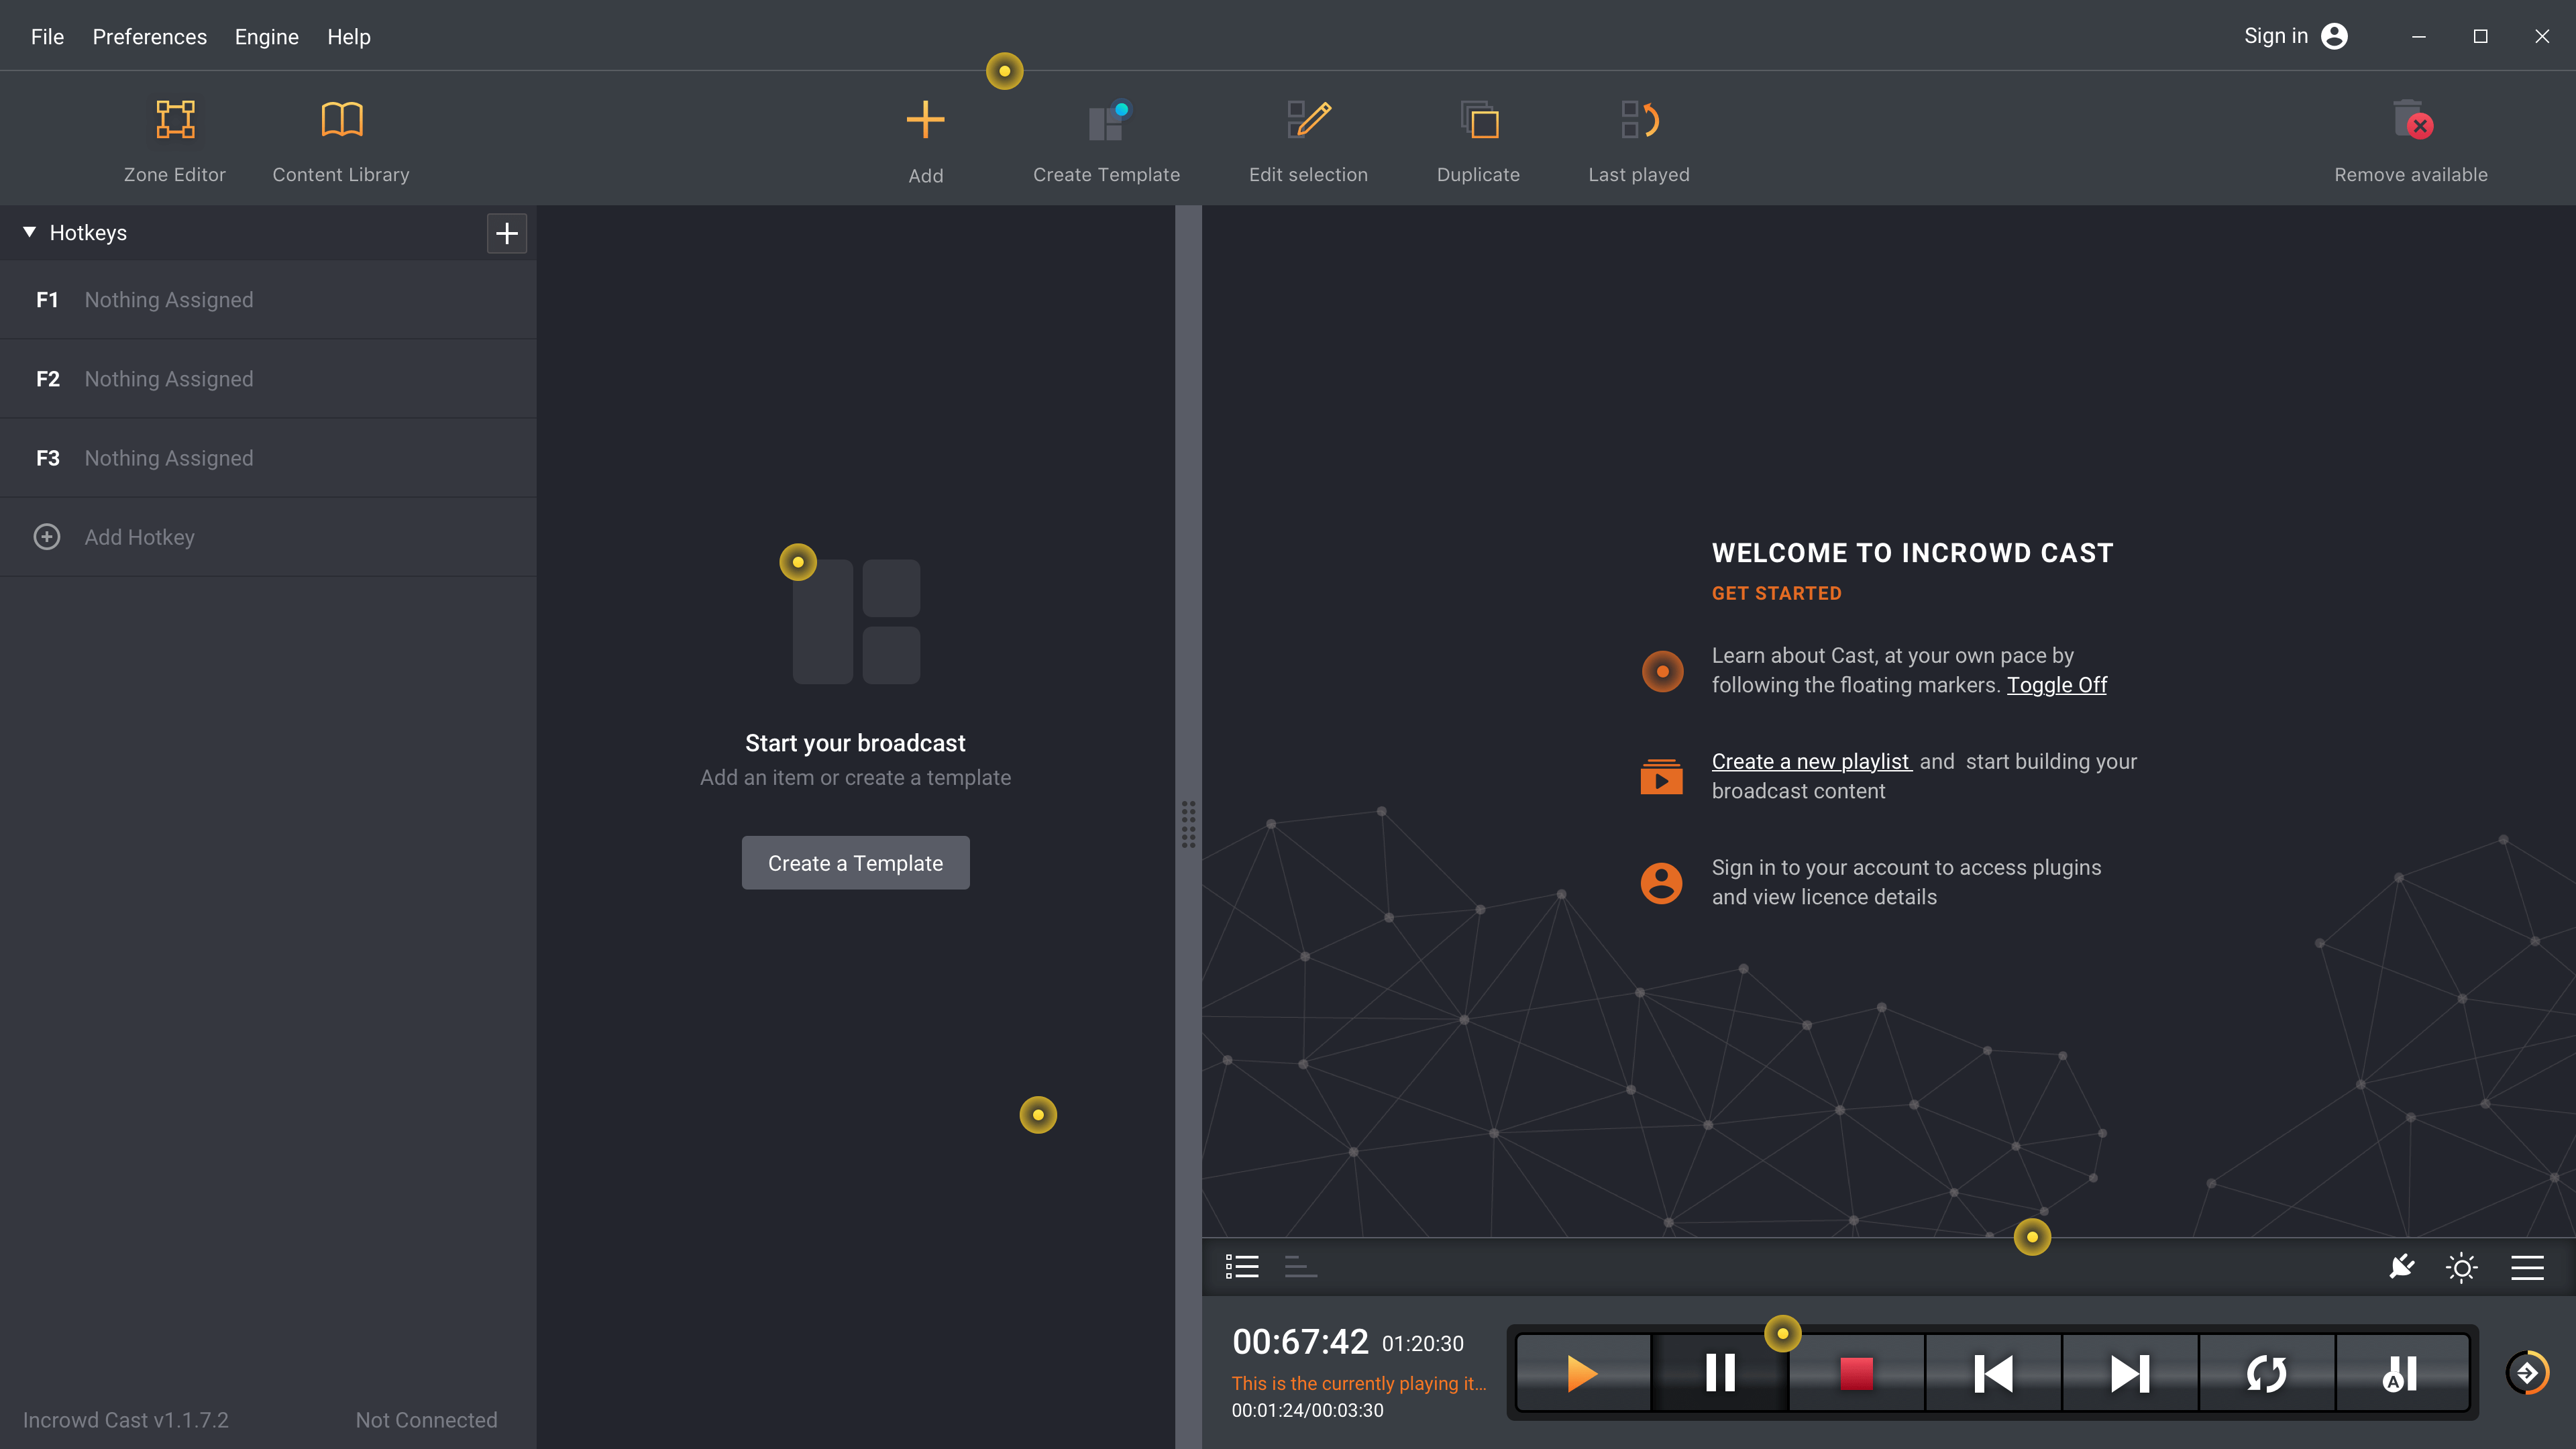 File Preferences Engine Help Sign in
Zone Editor Content Library Add Create Template Edit selection Duplicate Last played Remove available
Hotkeys
F1 Nothing Assigned
F2 Nothing Assigned
F3 Nothing Assigned
Add Hotkey
Start your broadcast
Add an item or create a template
Create a Template
WELCOME TO INCROWD CAST
GET STARTED
Learn about Cast, at your own pace by
following the floating markers. Toggle Off
Create a new playlist and start building your
broadcast content
Sign in to your account to access plugins
and view licence details
00:67:42 01:20:30
This is the currently playing it...
00:01:24/00:03:30
A
Incrowd Cast v1.1.7.2 Not Connected